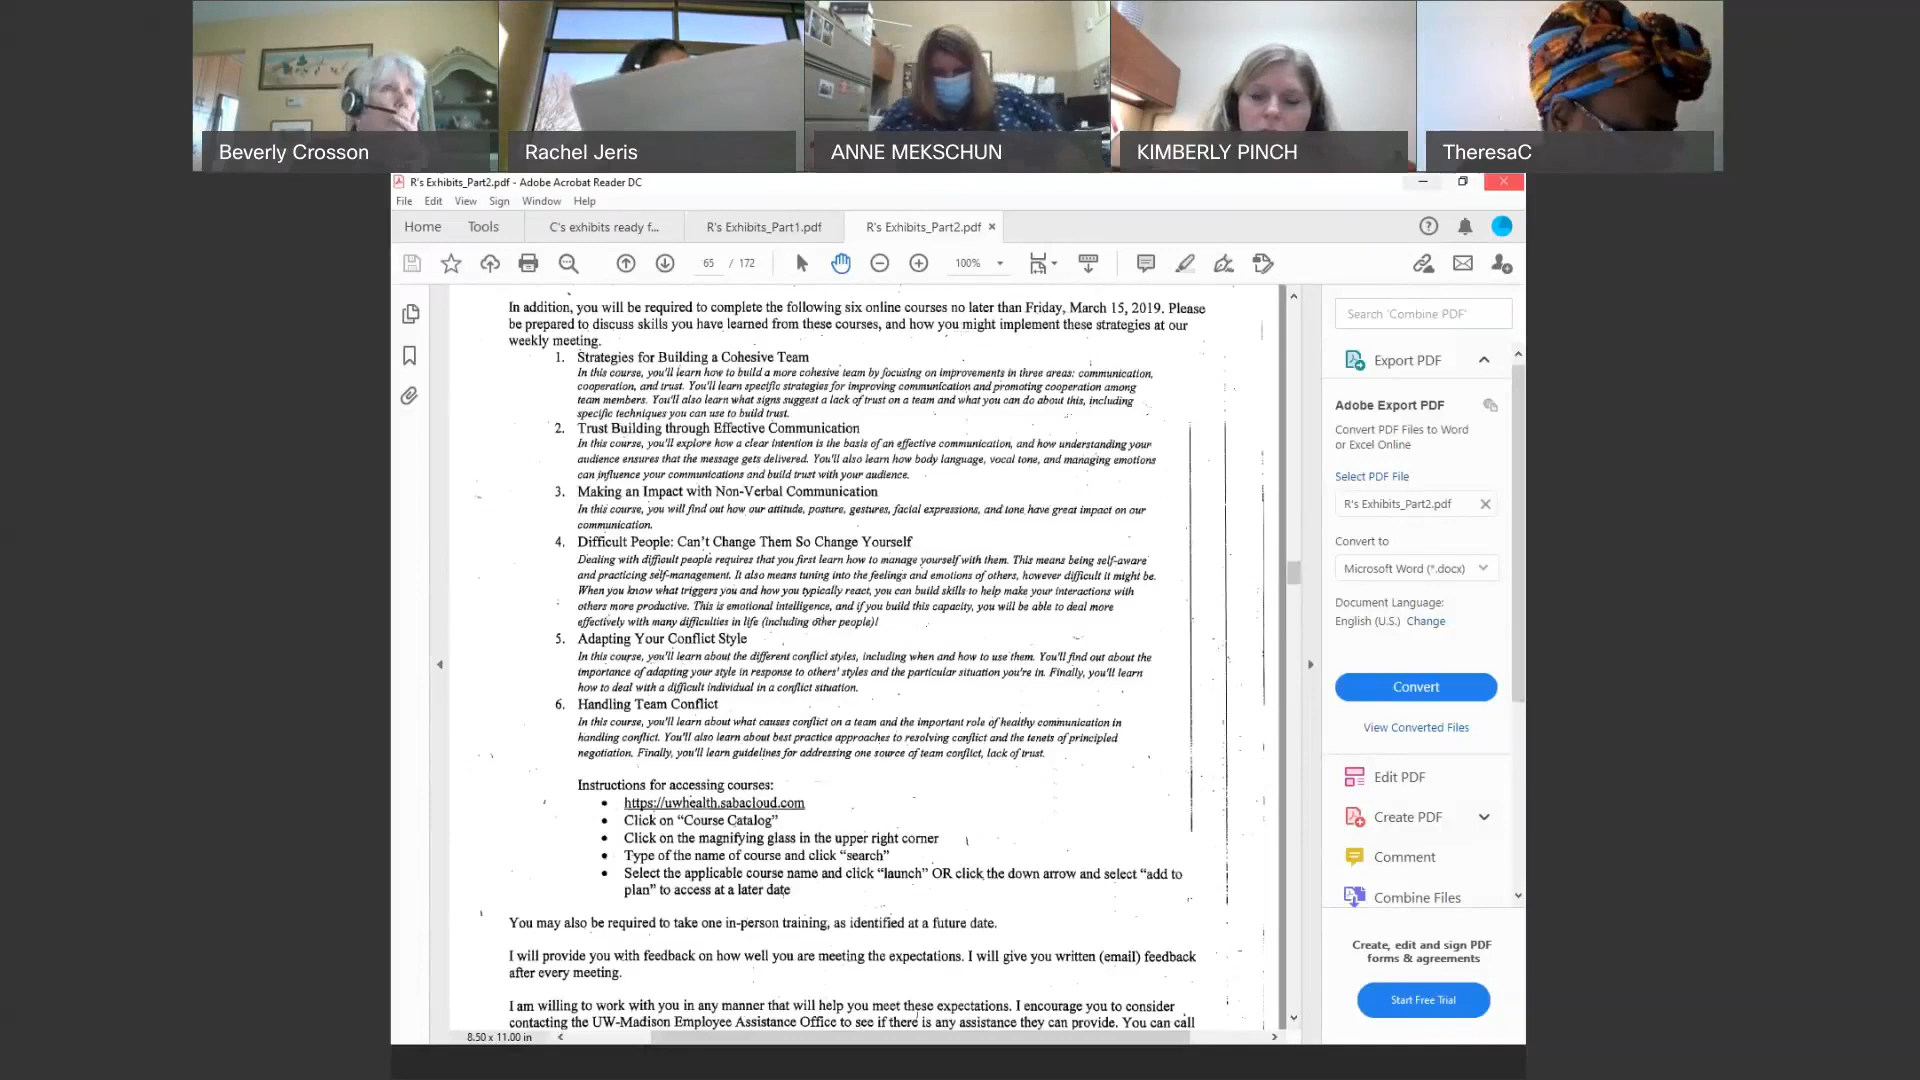 Beverly Crosson
Rachel Jeris
ANNE MEKSCHUN
KIMBERLY PINCH
TheresaC
R's Exhibits_Part2.pdf - Adobe Acrobat Reader DC
File Edit View Sign Window Help
Home Tools C's exhibits ready f... R's Exhibits_Part1.pdf R's Exhibits_Part2.pdf
65 / 172 100%
In addition, you will be required to complete the following six online courses no later than Friday, March 15, 2019. Please
be prepared to discuss skills you have learned from these courses, and how you might implement these strategies at our
weekly meeting.
1. Strategies for Building a Cohesive Team
In this course, you'll learn how to build a more cohesive team by focusing on improvements in three areas: communication,
cooperation, and trust. You'll learn specific strategies for improving communication and promoting cooperation among
team members. You'll also learn what signs suggest a lack of trust on a team and what you can do about this, including
specific techniques you can use to build trust.
2. Trust Building through Effective Communication
In this course, you'll explore how a clear intention is the basis of an effective communication, and how understanding your
audience ensures that the message gets delivered. You'll also learn how body language, vocal tone, and managing emotions
can influence your communications and build trust with your audience.
3. Making an Impact with Non-Verbal Communication
In this course, you will find out how our attitude, posture, gestures, facial expressions, and tone have great impact on our
communication.
4. Difficult People: Can't Change Them So Change Yourself
Dealing with difficult people requires that you first learn how to manage yourself with them. This means being self-aware
and practicing self-management. It also means tuning into the feelings and emotions of others, however difficult it might be.
When you know what triggers you and how you typically react, you can build skills to help make your interactions with
others more productive. This is emotional intelligence, and if you build this capacity, you will be able to deal more
effectively with many difficulties in life (including other people)!
5. Adapting Your Conflict Style
In this course, you'll learn about the different conflict styles, including when and how to use them. You'll find out about the
importance of adapting your style in response to others' styles and the particular situation you're in. Finally, you'll learn
how to deal with a difficult individual in a conflict situation.
6. Handling Team Conflict
In this course, you'll learn about what causes conflict on a team and the important role of healthy communication in
handling conflict. You'll also learn about best practice approaches to resolving conflict and the tenets of principled
negotiation. Finally, you'll learn guidelines for addressing one source of team conflict, lack of trust.
Instructions for accessing courses:
• https://uwhealth.sabacloud.com
• Click on "Course Catalog"
• Click on the magnifying glass in the upper right corner
• Type of the name of course and click "search"
• Select the applicable course name and click "launch" OR click the down arrow and select "add to
plan" to access at a later date
You may also be required to take one in-person training, as identified at a future date.
I will provide you with feedback on how well you are meeting the expectations. I will give you written (email) feedback
after every meeting.
I am willing to work with you in any manner that will help you meet these expectations. I encourage you to consider
contacting the UW-Madison Employee Assistance Office to see if there is any assistance they can provide. You can call
8.50 x 11.00 in
Search 'Combine PDF'
Export PDF
Adobe Export PDF
Convert PDF Files to Word
or Excel Online
Select PDF File
R's Exhibits_Part2.pdf
Convert to
Microsoft Word (*.docx)
Document Language:
English (U.S.) Change
Convert
View Converted Files
Edit PDF
Create PDF
Comment
Combine Files
Create, edit and sign PDF
forms & agreements
Start Free Trial